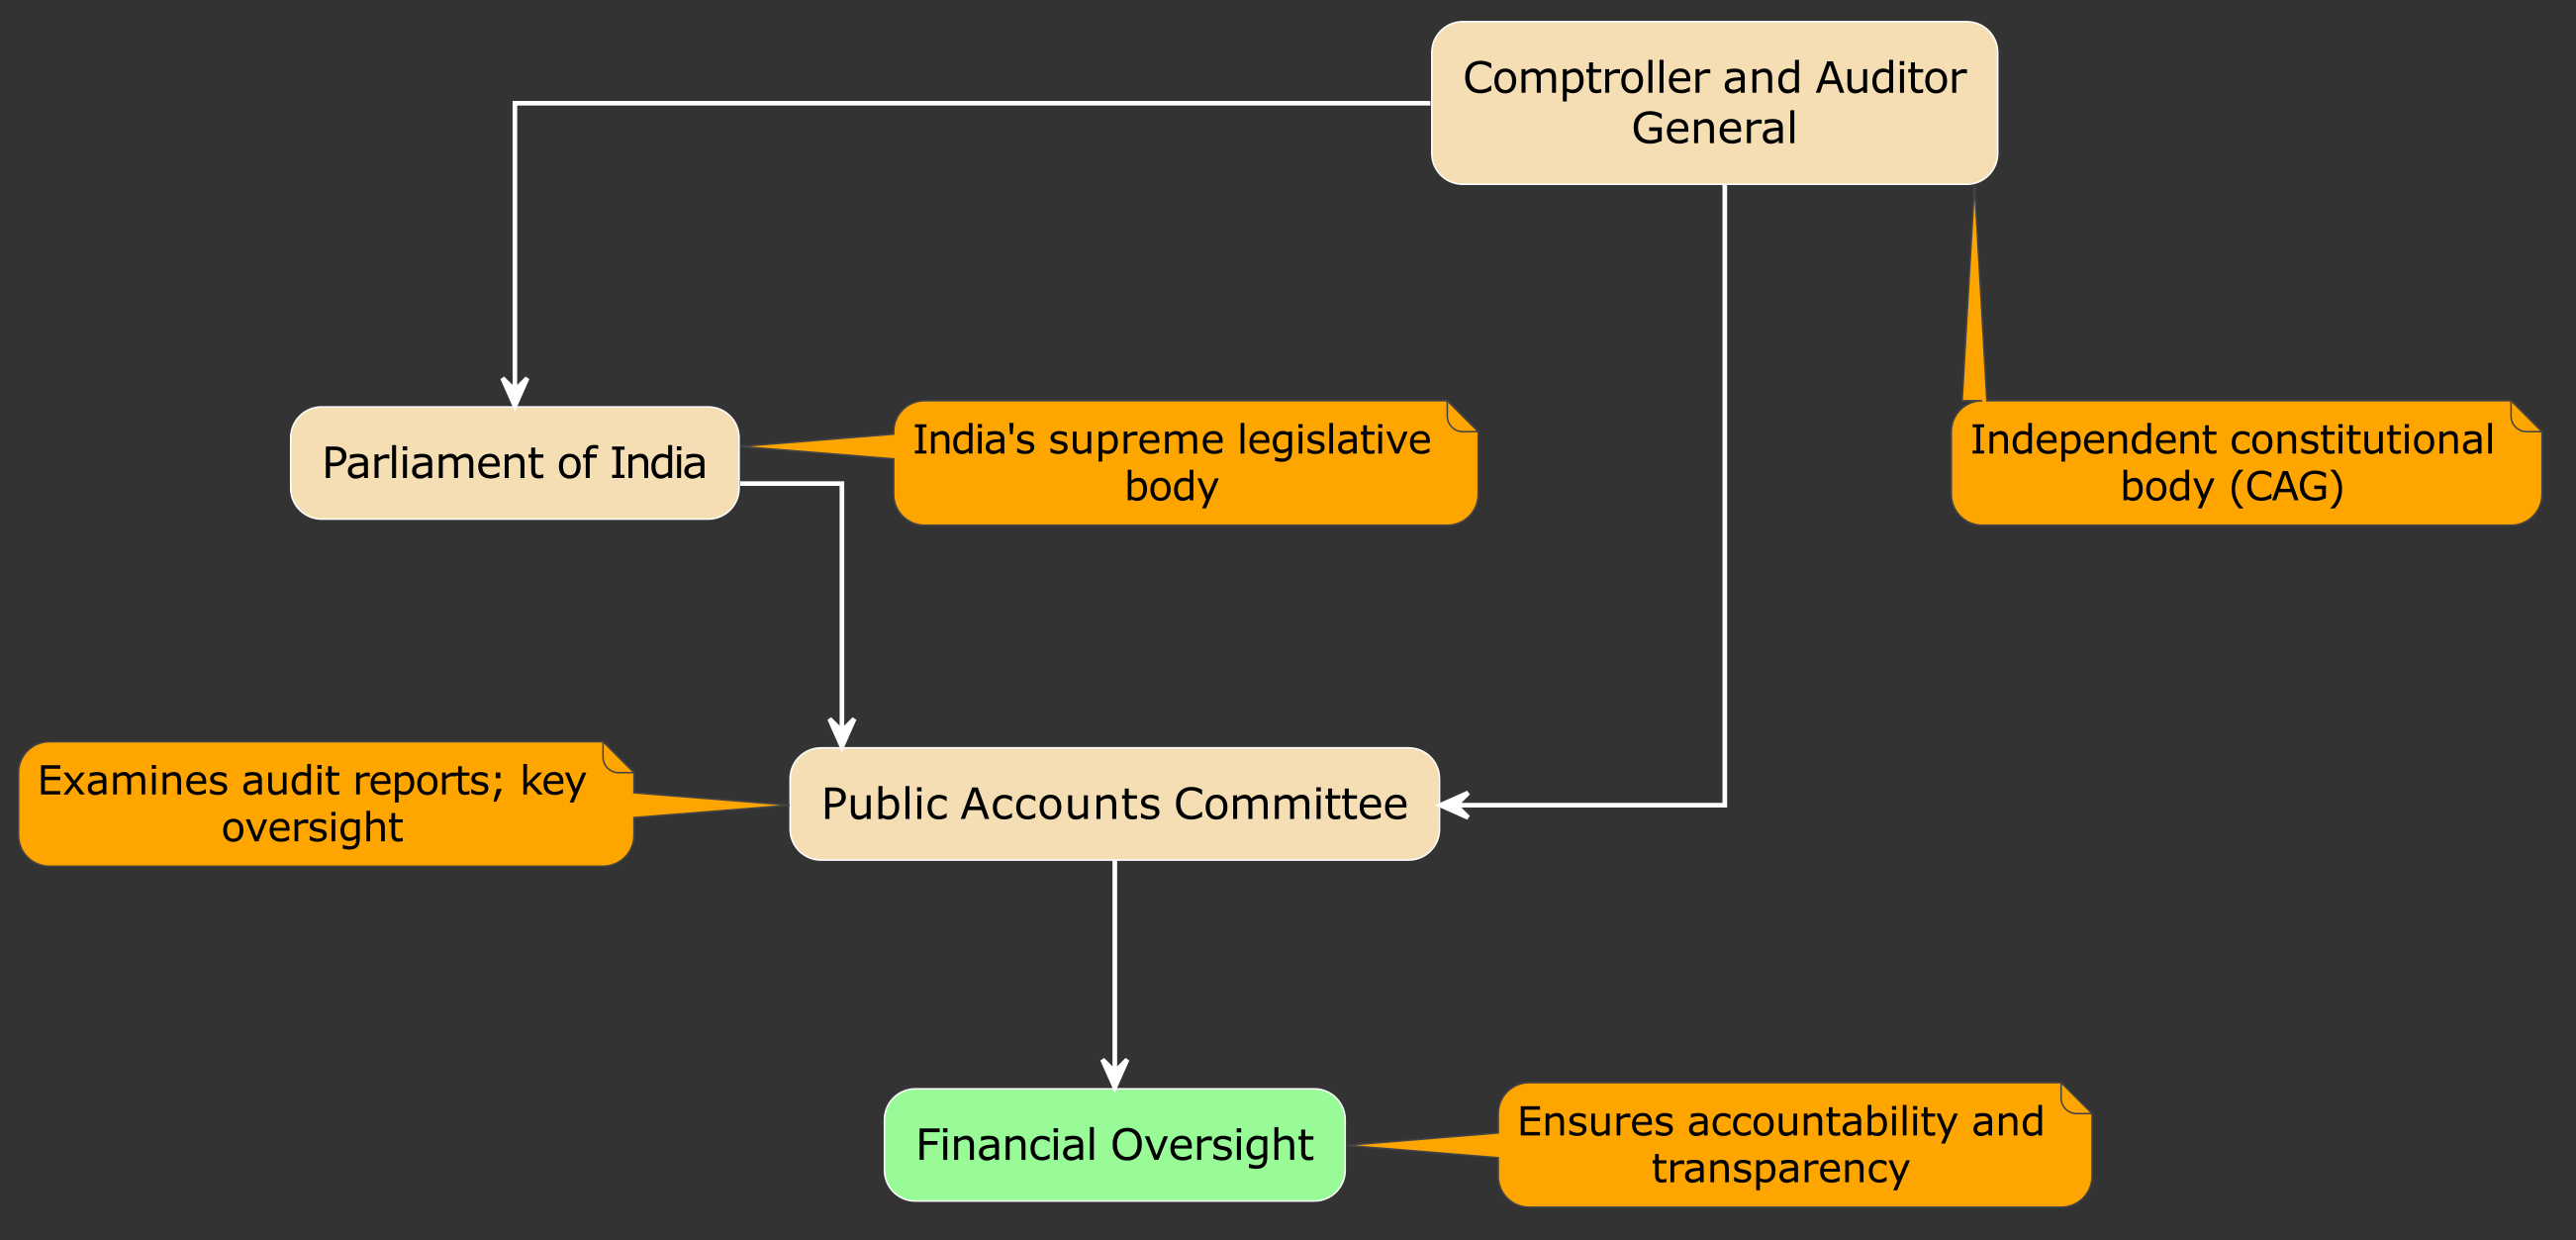 Comptroller and Auditor
General
Parliament of India
India's supreme legislative
body
Independent constitutional
body (CAG)
Examines audit reports; key
oversight
Public Accounts Committee
Financial Oversight
Ensures accountability and
transparency